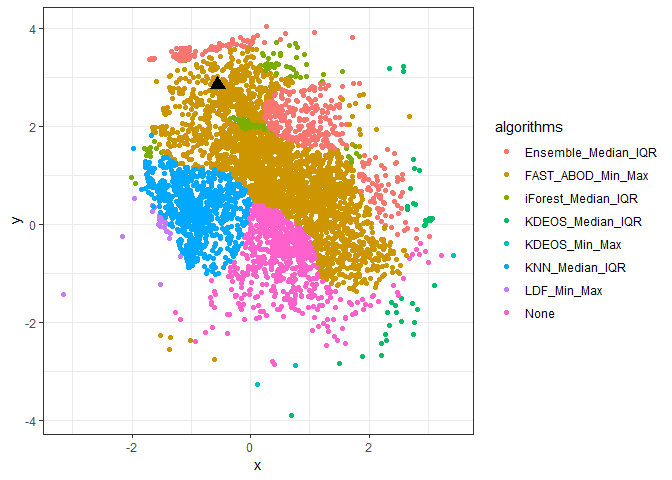 4
2
0
-2
-4
y
-2
0
2
x
algorithms
Ensemble_Median_IQR
FAST_ABOD_Min_Max
iForest_Median_IQR
KDEOS_Median_IQR
KDEOS_Min_Max
KNN_Median_IQR
LDF_Min_Max
None